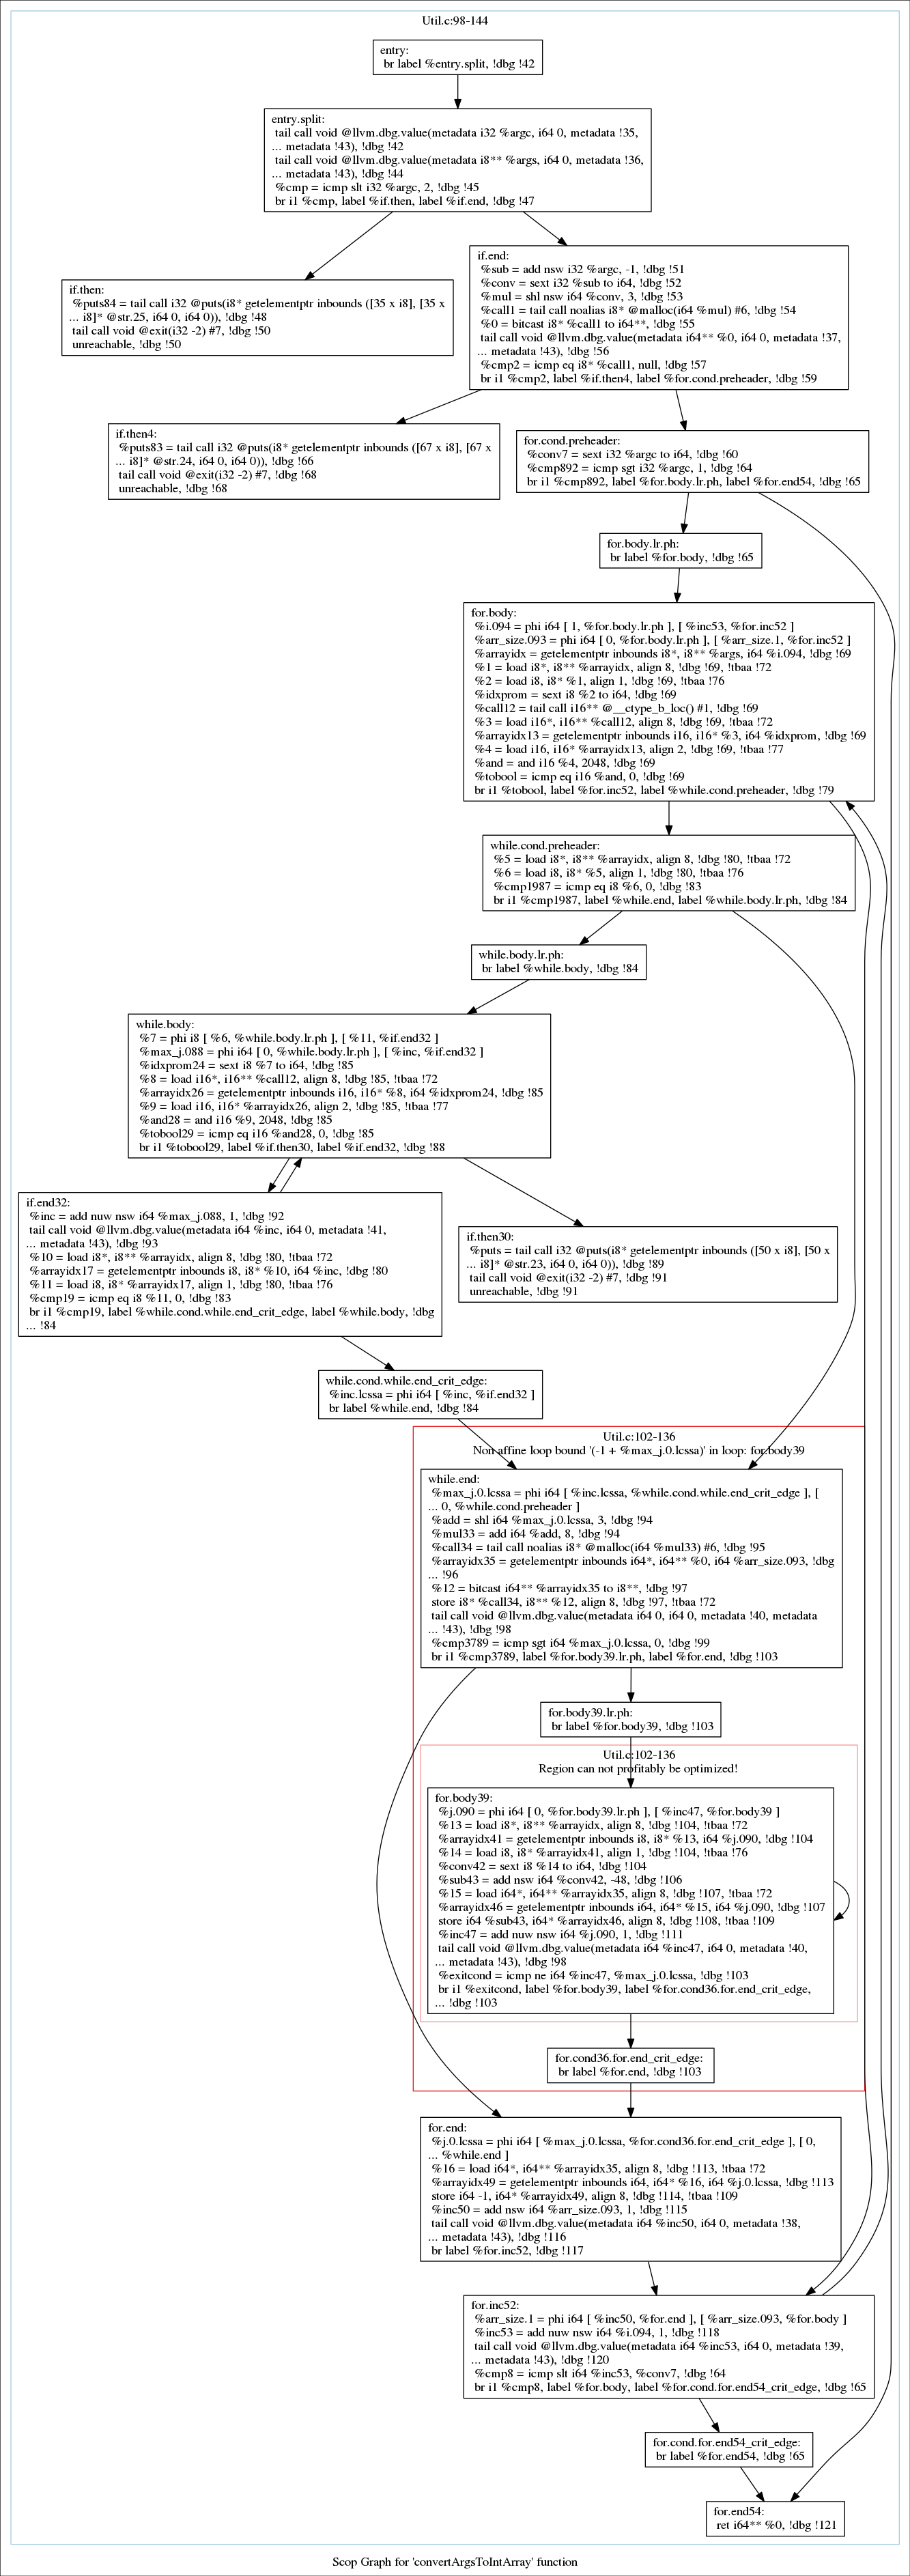 Util.c:98-144
entry:
br label %entry.split, !dbg !42
entry.split:
tail call void @llvm.dbg.value(metadata i32 %argc, i64 0, metadata !35,
... metadata !43), !dbg !42
tail call void @llvm.dbg.value(metadata i8** %args, i64 0, metadata !36,
... metadata !43), !dbg !44
%cmp = icmp slt i32 %argc, 2, !dbg !45
br i1 %cmp, label %if.then, label %if.end, !dbg !47
if.then:
%puts84 = tail call i32 @puts(i8* getelementptr inbounds ([35 x i8], [35 x
... i8]* @str.25, i64 0, i64 0)), !dbg !48
tail call void @exit(i32 -2) #7, !dbg !50
unreachable, !dbg !50
if.end:
%sub = add nsw i32 %argc, -1, !dbg !51
%conv = sext i32 %sub to i64, !dbg !52
%mul = shl nsw i64 %conv, 3, !dbg !53
%call1 = tail call noalias i8* @malloc(i64 %mul) #6, !dbg !54
%0 = bitcast i8* %call1 to i64**, !dbg !55
tail call void @llvm.dbg.value(metadata i64** %0, i64 0, metadata !37,
... metadata !43), !dbg !56
%cmp2 = icmp eq i8* %call1, null, !dbg !57
br i1 %cmp2, label %if.then4, label %for.cond.preheader, !dbg !59
if.then4:
%puts83 = tail call i32 @puts(i8* getelementptr inbounds ([67 x i8], [67 x
... i8]* @str.24, i64 0, i64 0)), !dbg !66
tail call void @exit(i32 -2) #7, !dbg !68
unreachable, !dbg !68
for.cond.preheader:
%conv7 = sext i32 %argc to i64, !dbg !60
%cmp892 = icmp sgt i32 %argc, 1, !dbg !64
br i1 %cmp892, label %for.body.lr.ph, label %for.end54, !dbg !65
for.body.lr.ph:
br label %for.body, !dbg !65
for.body:
%i.094 = phi i64 [ 1, %for.body.lr.ph ], [ %inc53, %for.inc52 ]
%arr_size.093 = phi i64 [ 0, %for.body.lr.ph ], [ %arr_size.1, %for.inc52 ]
%arrayidx = getelementptr inbounds i8*, i8** %args, i64 %i.094, !dbg !69
%1 = load i8*, i8** %arrayidx, align 8, !dbg !69, !tbaa !72
%2 = load i8, i8* %1, align 1, !dbg !69, !tbaa !76
%idxprom = sext i8 %2 to i64, !dbg !69
%call12 = tail call i16** @__ctype_b_loc() #1, !dbg !69
%3 = load i16*, i16** %call12, align 8, !dbg !69, !tbaa !72
%arrayidx13 = getelementptr inbounds i16, i16* %3, i64 %idxprom, !dbg !69
%4 = load i16, i16* %arrayidx13, align 2, !dbg !69, !tbaa !77
%and = and i16 %4, 2048, !dbg !69
%tobool = icmp eq i16 %and, 0, !dbg !69
br i1 %tobool, label %for.inc52, label %while.cond.preheader, !dbg !79
while.cond.preheader:
%5 = load i8*, i8** %arrayidx, align 8, !dbg !80, !tbaa !72
%6 = load i8, i8* %5, align 1, !dbg !80, !tbaa !76
%cmp1987 = icmp eq i8 %6, 0, !dbg !83
br i1 %cmp1987, label %while.end, label %while.body.lr.ph, !dbg !84
while.body.lr.ph:
br label %while.body, !dbg !84
while.body:
%7 = phi i8 [ %6, %while.body.lr.ph ], [ %11, %if.end32 ]
%max_j.088 = phi i64 [ 0, %while.body.lr.ph ], [ %inc, %if.end32 ]
%idxprom24 = sext i8 %7 to i64, !dbg !85
%8 = load i16*, i16** %call12, align 8, !dbg !85, !tbaa !72
%arrayidx26 = getelementptr inbounds i16, i16* %8, i64 %idxprom24, !dbg !85
%9 = load i16, i16* %arrayidx26, align 2, !dbg !85, !tbaa !77
%and28 = and i16 %9, 2048, !dbg !85
%tobool29 = icmp eq i16 %and28, 0, !dbg !85
br i1 %tobool29, label %if.then30, label %if.end32, !dbg !88
if.end32:
%inc = add nuw nsw i64 %max_j.088, 1, !dbg !92
tail call void @llvm.dbg.value(metadata i64 %inc, i64 0, metadata !41,
... metadata !43), !dbg !93
%10 = load i8*, i8** %arrayidx, align 8, !dbg !80, !tbaa !72
%arrayidx17 = getelementptr inbounds i8, i8* %10, i64 %inc, !dbg !80
%11 = load i8, i8* %arrayidx17, align 1, !dbg !80, !tbaa !76
%cmp19 = icmp eq i8 %11, 0, !dbg !83
br i1 %cmp19, label %while.cond.while.end_crit_edge, label %while.body, !dbg
... !84
if.then30:
%puts = tail call i32 @puts(i8* getelementptr inbounds ([50 x i8], [50 x
... i8]* @str.23, i64 0, i64 0)), !dbg !89
tail call void @exit(i32 -2) #7, !dbg !91
unreachable, !dbg !91
while.cond.while.end_crit_edge:
%inc.lcssa = phi i64 [ %inc, %if.end32 ]
br label %while.end, !dbg !84
Util.c:102-136
Non affine loop bound '(-1 + %max_j.0.lcssa)' in loop: for.body39
while.end:
%max_j.0.lcssa = phi i64 [ %inc.lcssa, %while.cond.while.end_crit_edge ], [
... 0, %while.cond.preheader ]
%add = shl i64 %max_j.0.lcssa, 3, !dbg !94
%mul33 = add i64 %add, 8, !dbg !94
%call34 = tail call noalias i8* @malloc(i64 %mul33) #6, !dbg !95
%arrayidx35 = getelementptr inbounds i64*, i64** %0, i64 %arr_size.093, !dbg
... !96
%12 = bitcast i64** %arrayidx35 to i8**, !dbg !97
store i8* %call34, i8** %12, align 8, !dbg !97, !tbaa !72
tail call void @llvm.dbg.value(metadata i64 0, i64 0, metadata !40, metadata
... !43), !dbg !98
%cmp3789 = icmp sgt i64 %max_j.0.lcssa, 0, !dbg !99
br i1 %cmp3789, label %for.body39.lr.ph, label %for.end, !dbg !103
for.body39.lr.ph:
br label %for.body39, !dbg !103
Util.c:102-136
Region can not profitably be optimized!
for.body39:
%j.090 = phi i64 [ 0, %for.body39.lr.ph ], [ %inc47, %for.body39 ]
%13 = load i8*, i8** %arrayidx, align 8, !dbg !104, !tbaa !72
%arrayidx41 = getelementptr inbounds i8, i8* %13, i64 %j.090, !dbg !104
%14 = load i8, i8* %arrayidx41, align 1, !dbg !104, !tbaa !76
%conv42 = sext i8 %14 to i64, !dbg !104
%sub43 = add nsw i64 %conv42, -48, !dbg !106
%15 = load i64*, i64** %arrayidx35, align 8, !dbg !107, !tbaa !72
%arrayidx46 = getelementptr inbounds i64, i64* %15, i64 %j.090, !dbg !107
store i64 %sub43, i64* %arrayidx46, align 8, !dbg !108, !tbaa !109
%inc47 = add nuw nsw i64 %j.090, 1, !dbg !111
tail call void @llvm.dbg.value(metadata i64 %inc47, i64 0, metadata !40,
... metadata !43), !dbg !98
%exitcond = icmp ne i64 %inc47, %max_j.0.lcssa, !dbg !103
br i1 %exitcond, label %for.body39, label %for.cond36.for.end_crit_edge,
... !dbg !103
for.cond36.for.end_crit_edge:
br label %for.end, !dbg !103
for.end:
%j.0.lcssa = phi i64 [ %max_j.0.lcssa, %for.cond36.for.end_crit_edge ], [ 0,
... %while.end ]
%16 = load i64*, i64** %arrayidx35, align 8, !dbg !113, !tbaa !72
%arrayidx49 = getelementptr inbounds i64, i64* %16, i64 %j.0.lcssa, !dbg !113
store i64 -1, i64* %arrayidx49, align 8, !dbg !114, !tbaa !109
%inc50 = add nsw i64 %arr_size.093, 1, !dbg !115
tail call void @llvm.dbg.value(metadata i64 %inc50, i64 0, metadata !38,
... metadata !43), !dbg !116
br label %for.inc52, !dbg !117
for.inc52:
%arr_size.1 = phi i64 [ %inc50, %for.end ], [ %arr_size.093, %for.body ]
%inc53 = add nuw nsw i64 %i.094, 1, !dbg !118
tail call void @llvm.dbg.value(metadata i64 %inc53, i64 0, metadata !39,
... metadata !43), !dbg !120
%cmp8 = icmp slt i64 %inc53, %conv7, !dbg !64
br i1 %cmp8, label %for.body, label %for.cond.for.end54_crit_edge, !dbg !65
for.cond.for.end54_crit_edge:
br label %for.end54, !dbg !65
for.end54:
ret i64** %0, !dbg !121
Scop Graph for 'convertArgsToIntArray' function